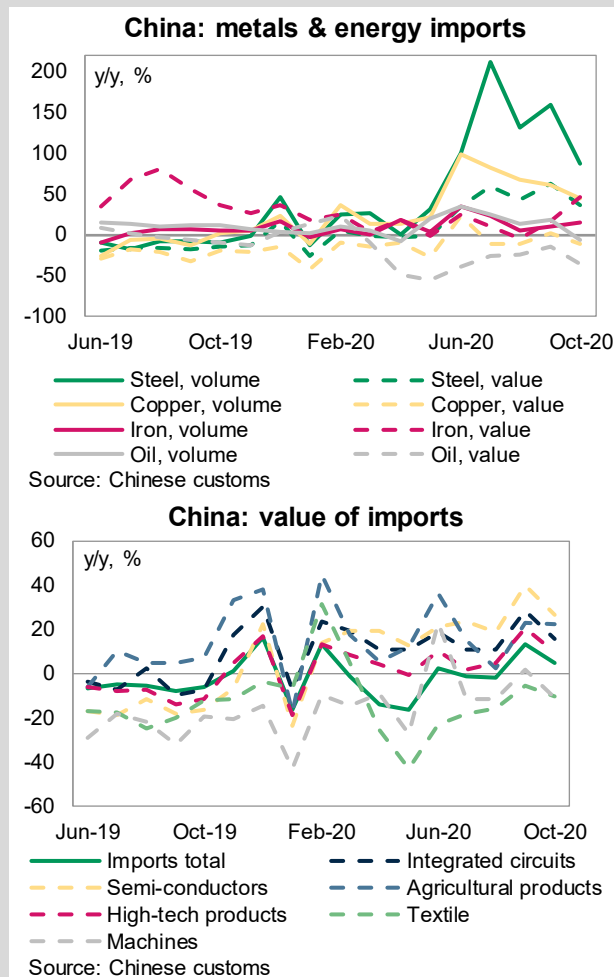 China: metals & energy imports
y/y, %
200
150
100
50
0
-50
-100
Jun-19 Oct-19 Feb-20 Jun-20 Oct-20
Steel, volume Steel, value
Copper, volume Copper, value
Iron, volume Iron, value
Oil, volume Oil, value
Source: Chinese customs
China: value of imports
y/y, %
60
40
20
0
-20
-40
-60
Jun-19 Oct-19 Feb-20 Jun-20 Oct-20
Imports total Integrated circuits
Semi-conductors Agricultural products
High-tech products Textile
Machines
Source: Chinese customs